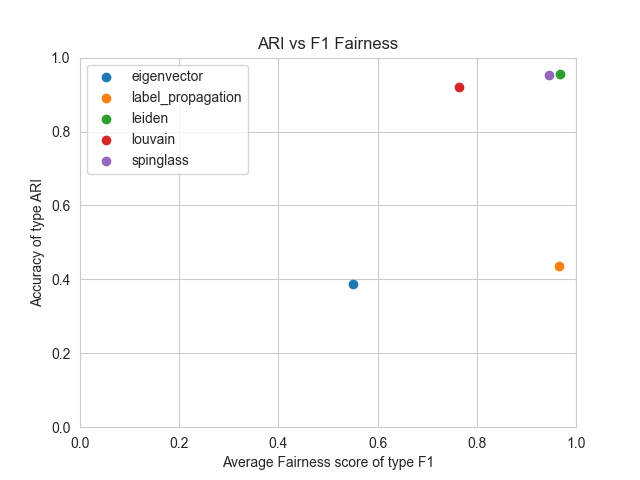 ARI vs F1 Fairness
1.0
0.8
0.6
0.4
0.2
0.0
Accuracy of type ARI
eigenvector
label_propagation
leiden
louvain
spinglass
0.0 0.2 0.4 0.6 0.8 1.0
Average Fairness score of type F1